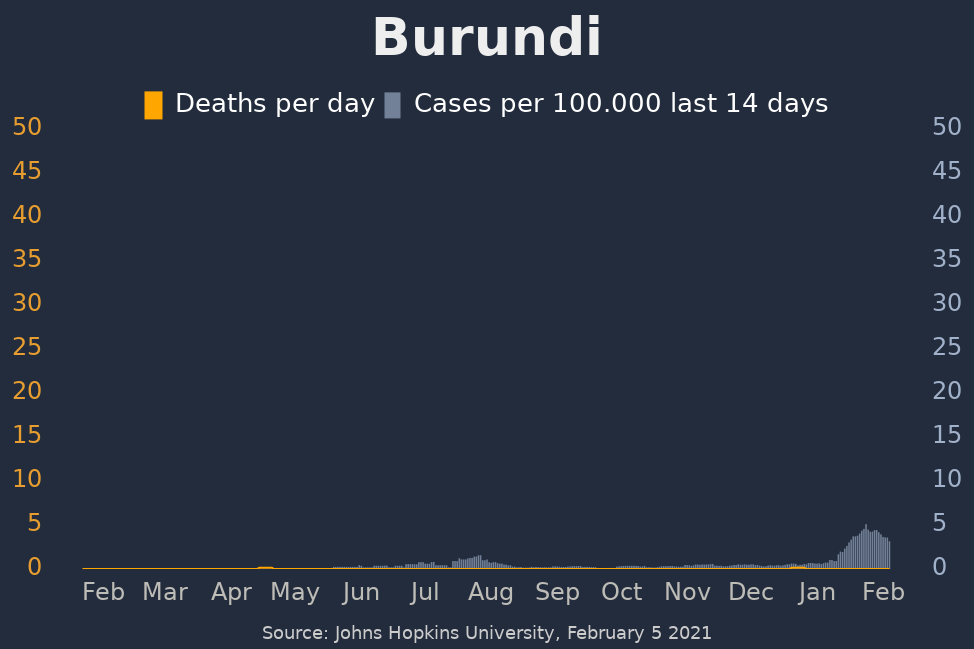 Burundi
Deaths per day Cases per 100.000 last 14 days
50 50
45 45
40 40
35 35
30 30
25 25
20 20
15 15
10 10
5 5
0 0
Feb Mar Apr May Jun Jul Aug Sep Oct Nov Dec Jan Feb
Source: Johns Hopkins University, February 5 2021